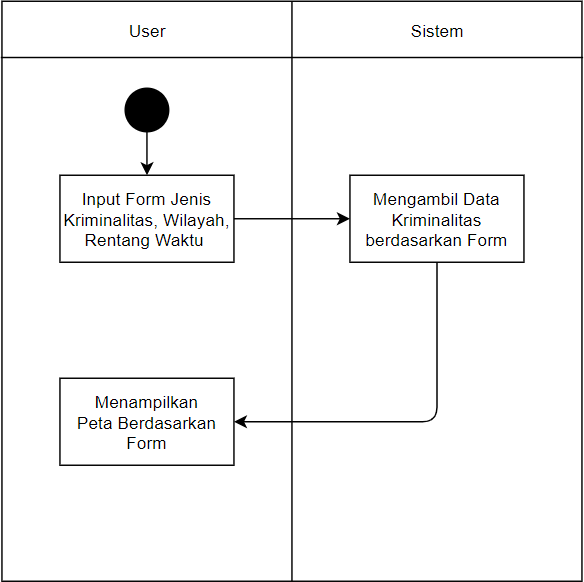 User
Sistem
Input Form Jenis
Kriminalitas, Wilayah,
Rentang Waktu
Mengambil Data
Kriminalitas
berdasarkan Form
Menampilkan
Peta Berdasarkan
Form